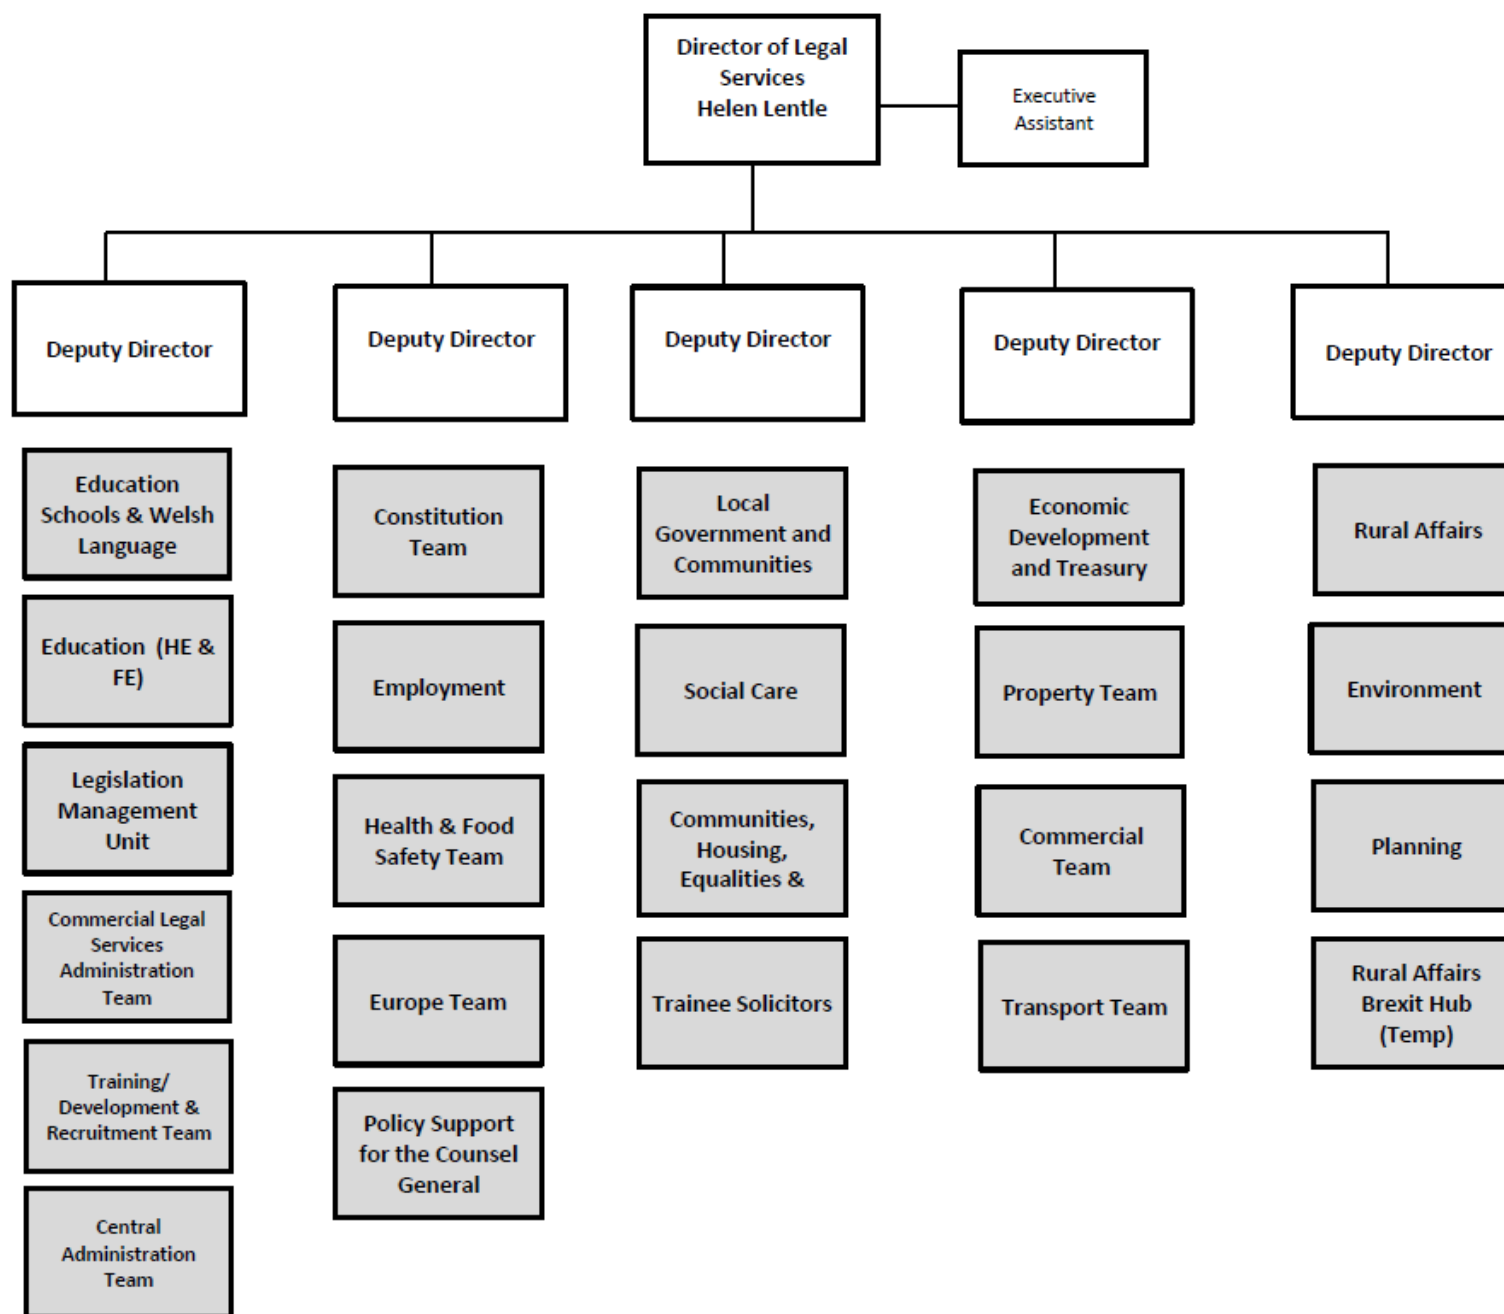 Director of Legal
Services
Helen Lentle
Executive
Assistant
Deputy Director
Deputy Director
Deputy Director
Deputy Director
Deputy Director
Education
Schools & Welsh
Language
Education (HE &
FE)
Legislation
Management
Unit
Commercial Legal
Services
Administration
Team
Training/
Development &
Recruitment Team
Central
Administration
Team
Constitution
Team
Employment
Health & Food
Safety Team
Europe Team
Policy Support
for the Counsel
General
Local
Government and
Communities
Social Care
Communities,
Housing,
Equalities &
Trainee Solicitors
Economic
Development
and Treasury
Property Team
Commercial
Team
Transport Team
Rural Affairs
Environment
Planning
Rural Affairs
Brexit Hub
(Temp)